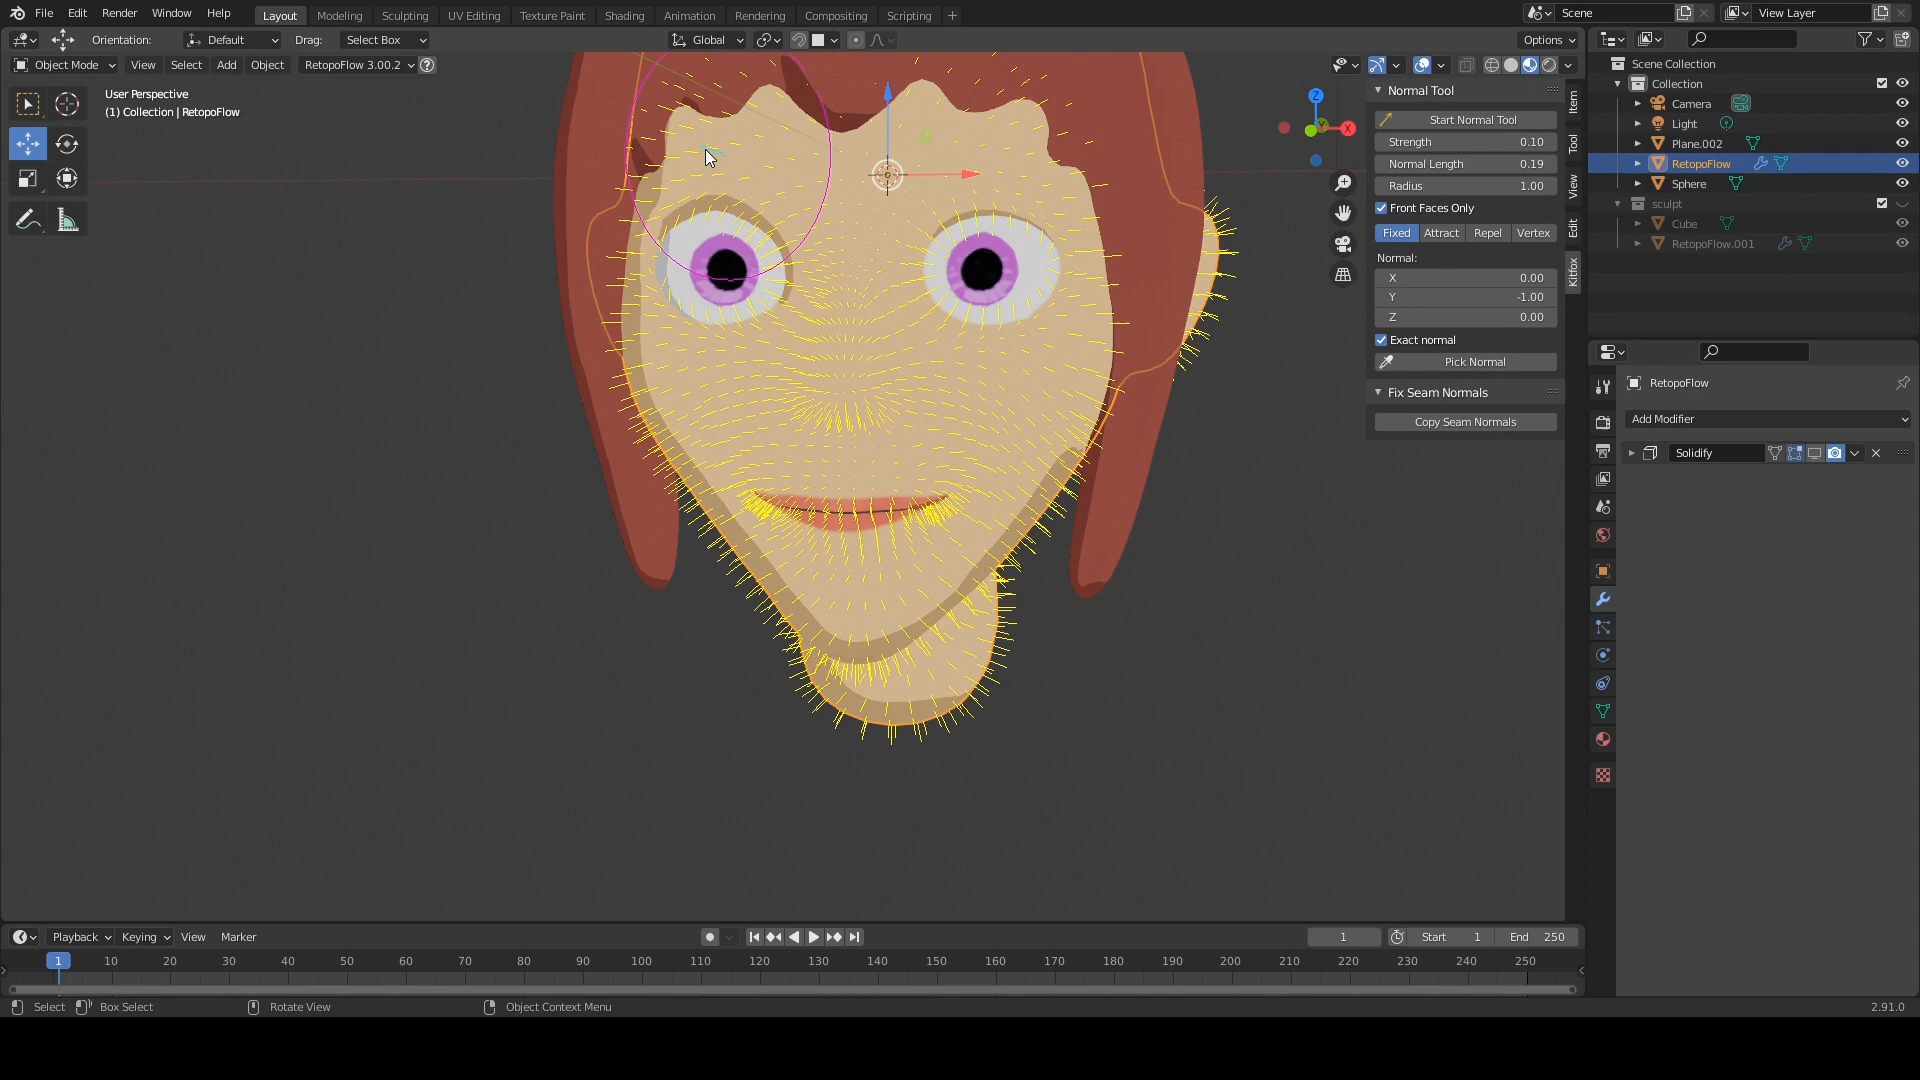 File Edit Render Window Help Layout Modeling Sculpting UV Editing Texture Paint Shading Animation Rendering Compositing Scripting + Scene View Layer
Orientation: Default Drag: Select Box Global Options
Object Mode View Select Add Object RetopoFlow 3.00.2
User Perspective
(1) Collection | RetopoFlow
Z
X
Y
Normal Tool
Start Normal Tool
Strength 0.10
Normal Length 0.19
Radius 1.00
Front Faces Only
Fixed Attract Repel Vertex
Normal:
X 0.00
Y -1.00
Z 0.00
Exact normal
Pick Normal
Fix Seam Normals
Copy Seam Normals
Item
Tool
View
Edit
Kitfox
Scene Collection
Collection
Camera
Light
Plane.002
RetopoFlow
Sphere
sculpt
Cube
RetopoFlow.001
RetopoFlow
Add Modifier
Solidify
Playback Keying View Marker 1 Start 1 End 250
1 10 20 30 40 50 60 70 80 90 100 110 120 130 140 150 160 170 180 190 200 210 220 230 240 250
Select Box Select Rotate View Object Context Menu 2.91.0